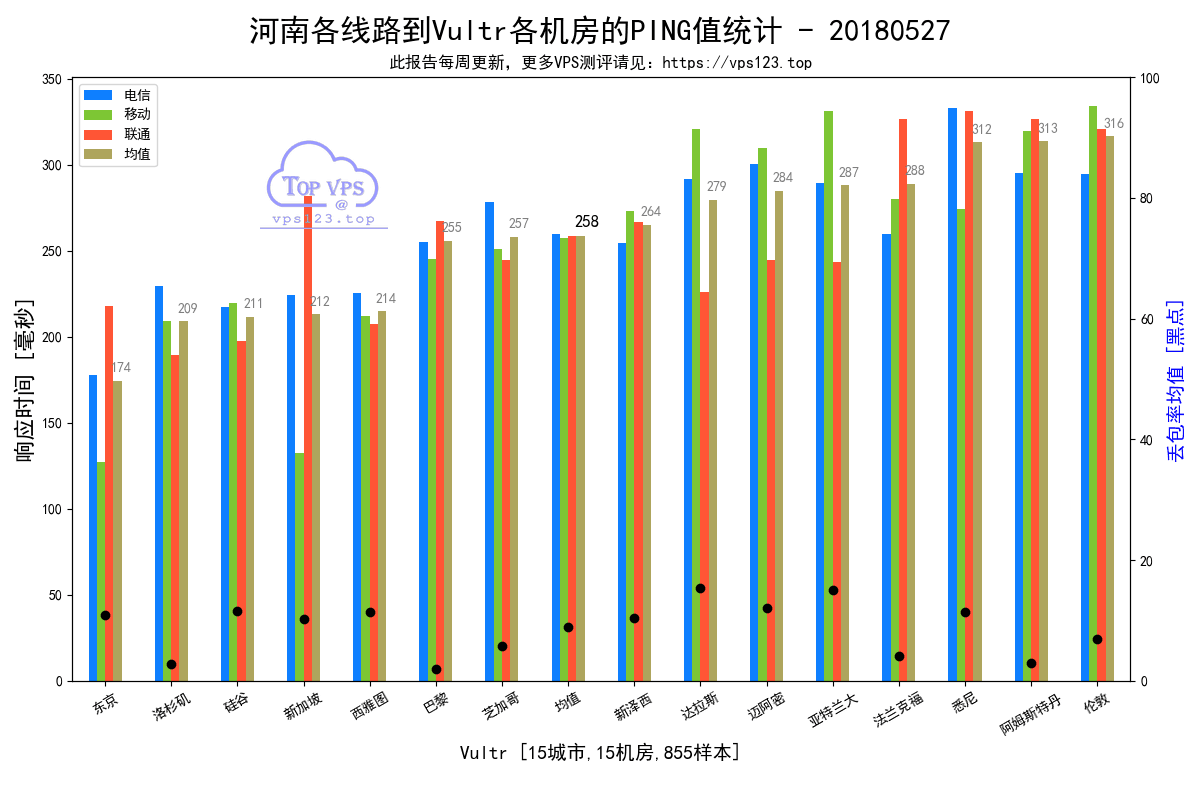 河南各线路到Vultr各机房的PING值统计 - 20180527
此报告每周更新，更多VPS测评请见：https://vps123.top
350
300
250
200
150
100
50
0
响应时间 [毫秒]
电信
移动
联通
均值
TOP VPS
@
vps123.top
174
209
211
212
214
255
257
258
264
279
284
287
288
312
313
316
100
80
60
40
20
0
丢包率均值 [黑点]
东京
洛杉矶
硅谷
新加坡
西雅图
巴黎
芝加哥
均值
新泽西
达拉斯
迈阿密
亚特兰大
法兰克福
悉尼
阿姆斯特丹
伦敦
Vultr [15城市,15机房,855样本]